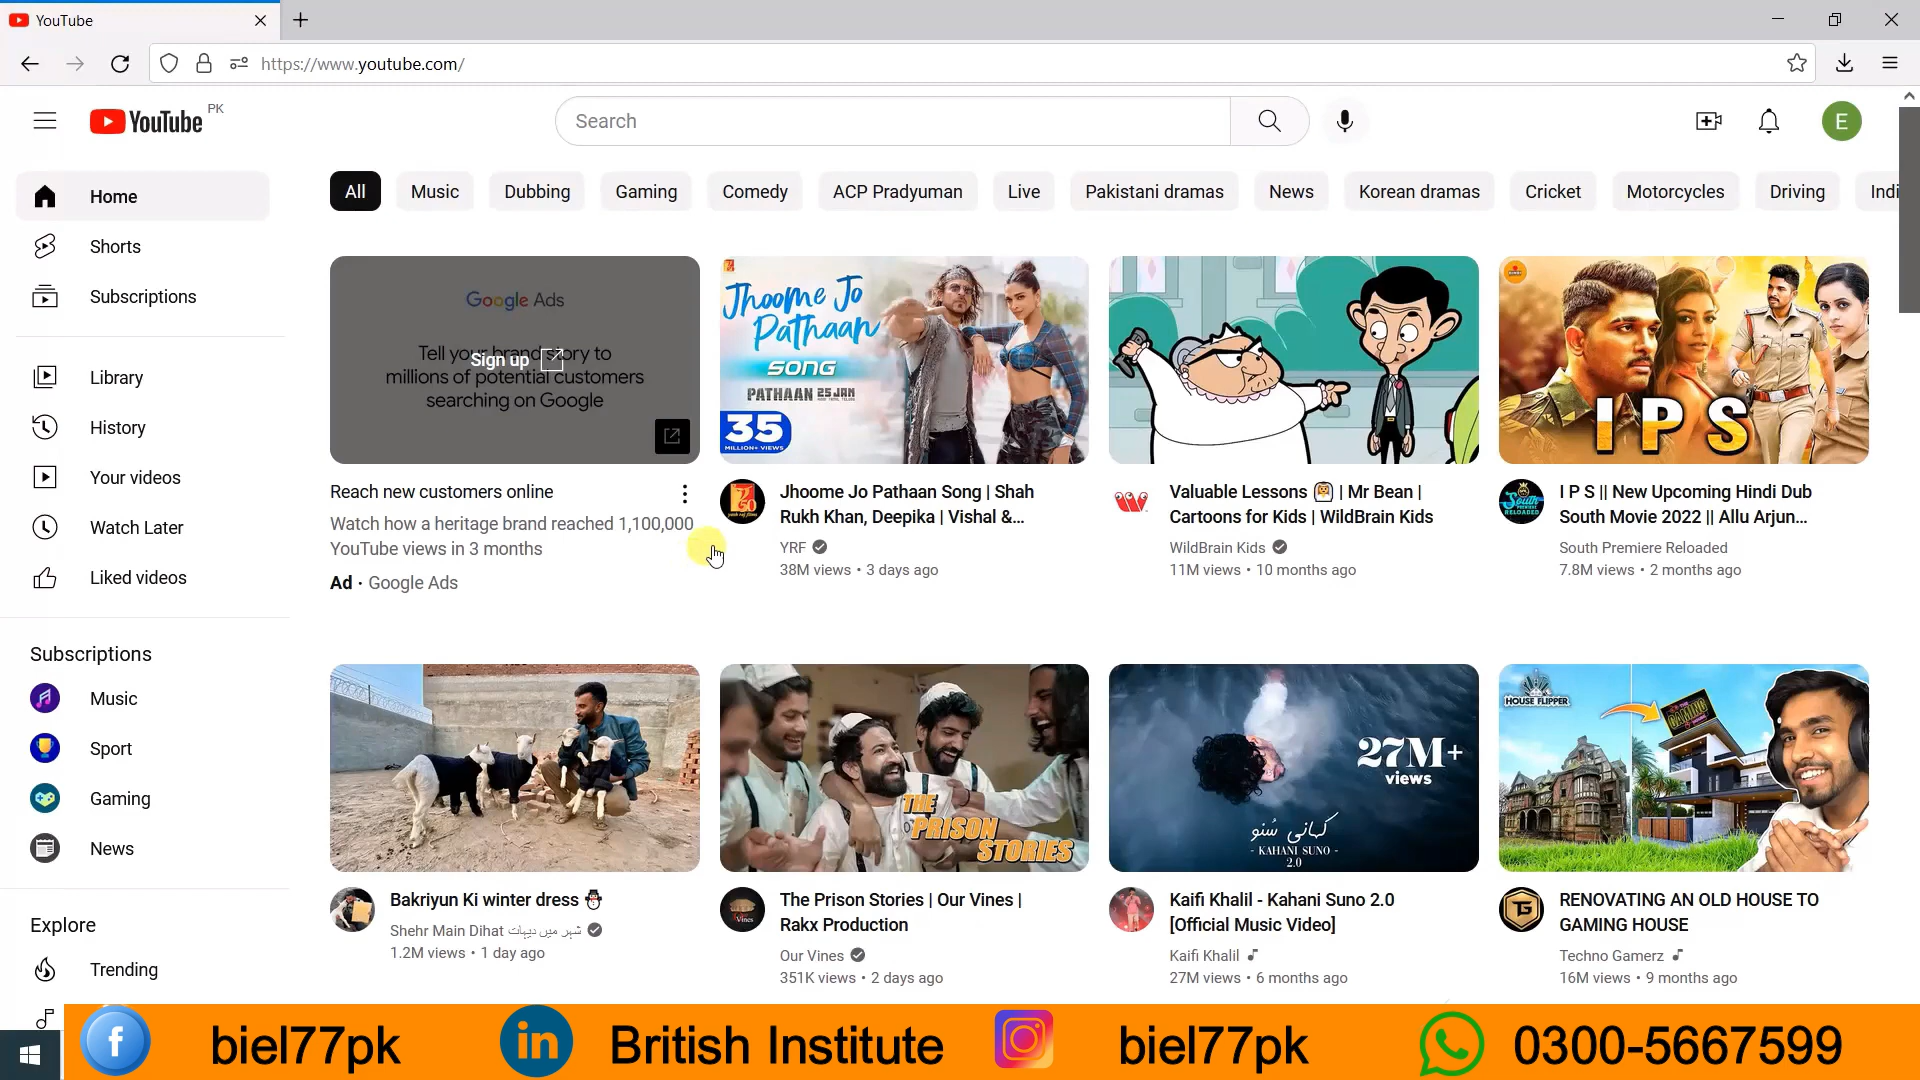 YouTube
https://www.youtube.com/
YouTube PK
Search
E
Home
Shorts
Subscriptions
Library
History
Your videos
Watch Later
Liked videos
Subscriptions
Music
Sport
Gaming
News
Explore
Trending
All
Music
Dubbing
Gaming
Comedy
ACP Pradyuman
Live
Pakistani dramas
News
Korean dramas
Cricket
Motorcycles
Driving
Indi
Google Ads
Tell your brand story to
millions of potential customers
searching on Google
Sign up
Reach new customers online
Watch how a heritage brand reached 1,100,000
YouTube views in 3 months
Ad · Google Ads
Jhoome Jo
Pathaan
SONG
PATHAAN 25 JAN
35
MILLION+ VIEWS
Jhoome Jo Pathaan Song | Shah
Rukh Khan, Deepika | Vishal &...
YRF
38M views • 3 days ago
Valuable Lessons | Mr Bean |
Cartoons for Kids | WildBrain Kids
WildBrain Kids
11M views • 10 months ago
IPS
I P S || New Upcoming Hindi Dub
South Movie 2022 || Allu Arjun...
South Premiere Reloaded
7.8M views • 2 months ago
Bakriyun Ki winter dress
Shehr Main Dihat شہر میں دیہات
1.2M views • 1 day ago
THE
PRISON
STORIES
The Prison Stories | Our Vines |
Rakx Production
Our Vines
351K views • 2 days ago
27M+
views
کہانی سُنو
- KAHANI SUNO -
2.0
Kaifi Khalil - Kahani Suno 2.0
[Official Music Video]
Kaifi Khalil
27M views • 6 months ago
HOUSE FLIPPER
GAMING
RENOVATING AN OLD HOUSE TO
GAMING HOUSE
Techno Gamerz
16M views • 9 months ago
f biel77pk in British Institute biel77pk 0300-5667599